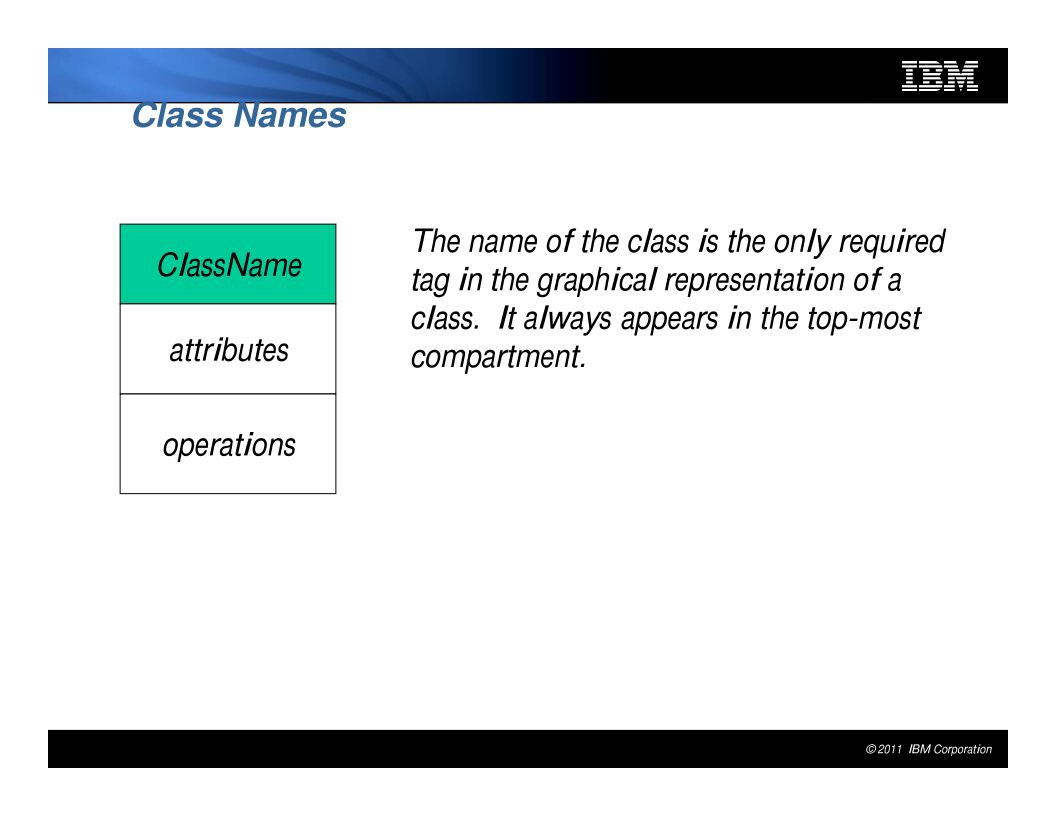 IBM
Class Names
ClassName
attributes
operations
The name of the class is the only required
tag in the graphical representation of a
class.  It always appears in the top-most
compartment.
© 2011 IBM Corporation